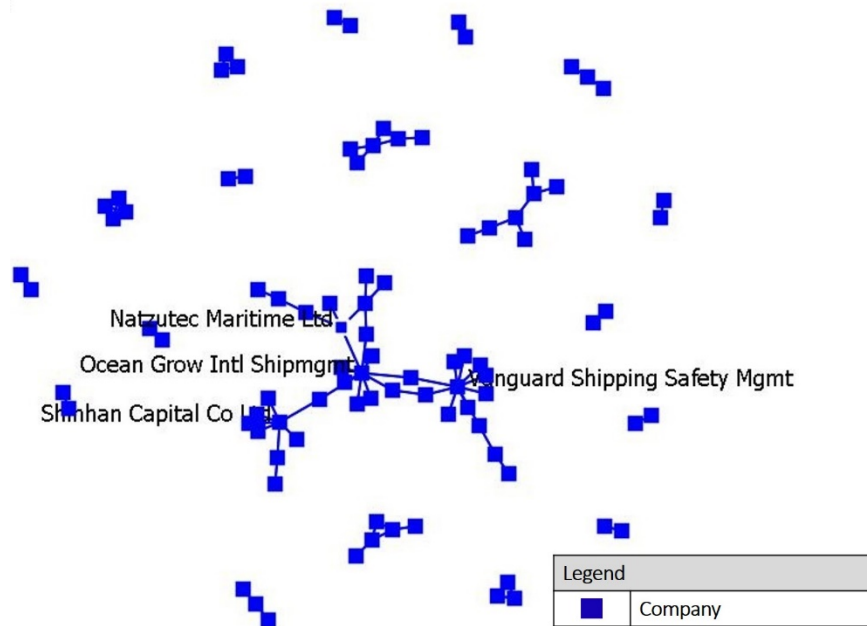 Natzutec Maritime Ltd
Ocean Grow Intl Shipmgmt
Vanguard Shipping Safety Mgmt
Shinhan Capital Co Ltd
Legend
Company